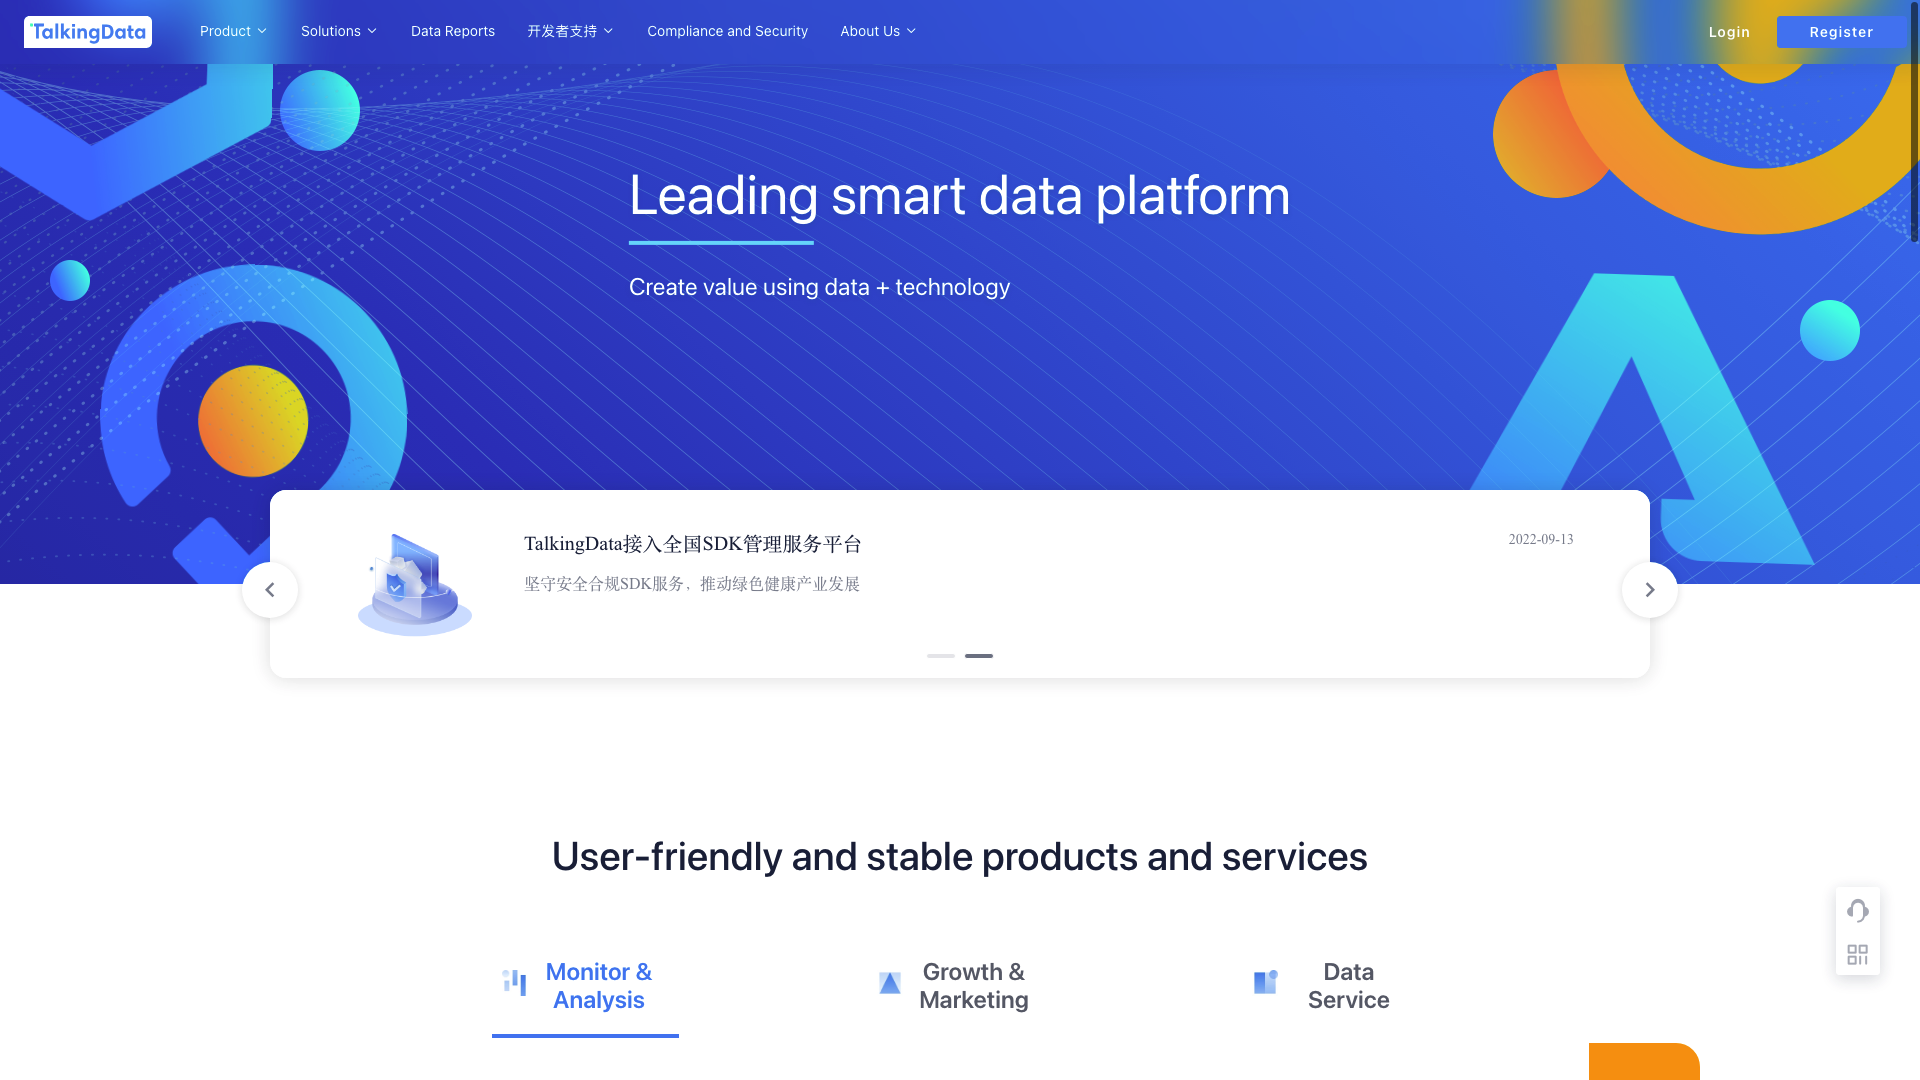 TalkingData
Product
Solutions
Data Reports
开发者支持
Compliance and Security
About Us
Login
Register
Leading smart data platform
Create value using data + technology
TalkingData接入全国SDK管理服务平台
2022-09-13
坚守安全合规SDK服务，推动绿色健康产业发展
User-friendly and stable products and services
Monitor &
Analysis
Growth &
Marketing
Data
Service